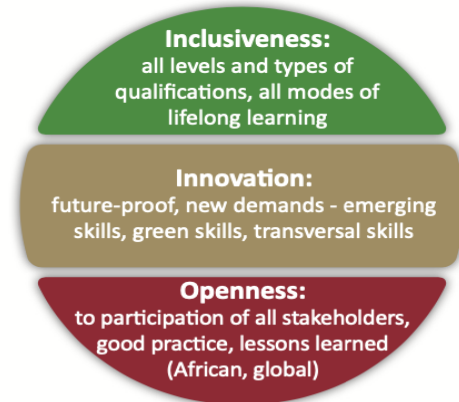 Inclusiveness:
all levels and types of
qualifications, all modes of
lifelong learning
Innovation:
future-proof, new demands - emerging
skills, green skills, transversal skills
Openness:
to participation of all stakeholders,
good practice, lessons learned
(African, global)